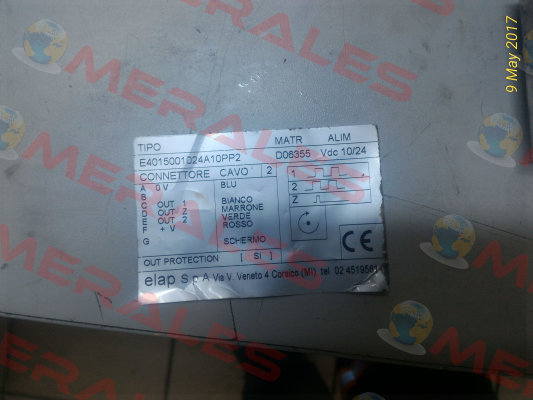 MERALES
9 May 2017
TIPO MATR ALIM
E4015001024A10PP2 D06355 Vdc 10/24
CONNETTORE CAVO 2
A 0 V BLU
B
C OUT 1 BIANCO
D OUT Z MARRONE
E OUT 2 VERDE
F + V ROSSO
G SCHERMO
1
2
Z
CE
OUT PROTECTION [ SI ]
elap S.p.A Via V. Veneto 4 Corsico (MI) tel 02 4519561